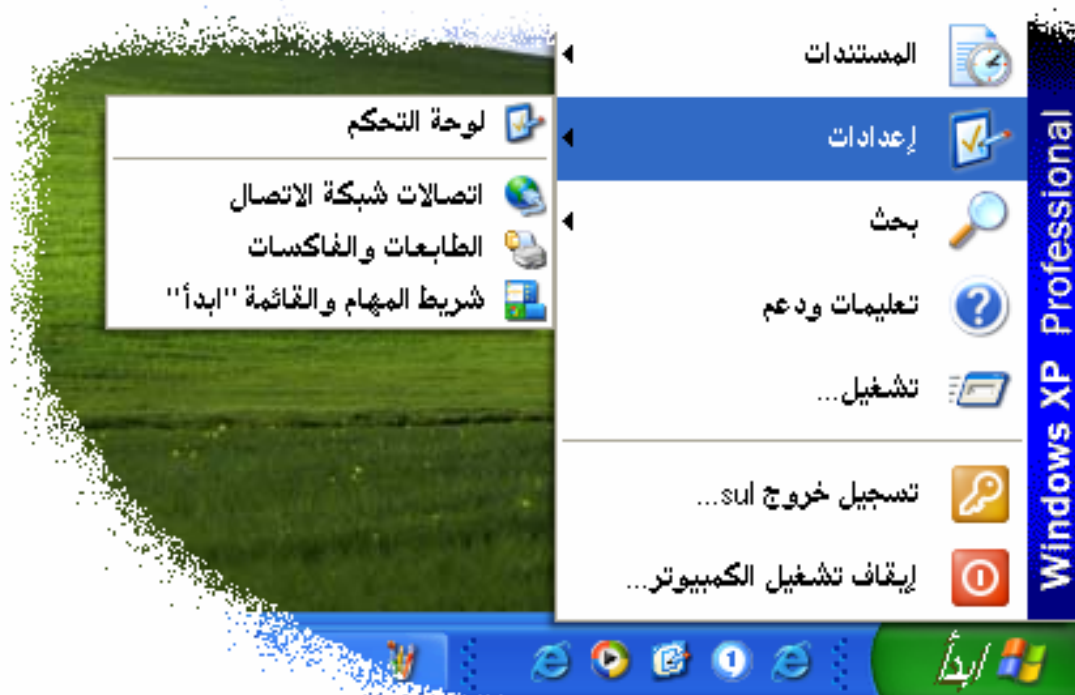 المستندات
إعدادات
بحث
تعليمات ودعم
تشغيل...
تسجيل خروج sul...
إيقاف تشغيل الكمبيوتر...
لوحة التحكم
اتصالات شبكة الاتصال
الطابعات والفاكسات
شريط المهام والقائمة "ابدأ"
Windows XP Professional
ابدأ
1